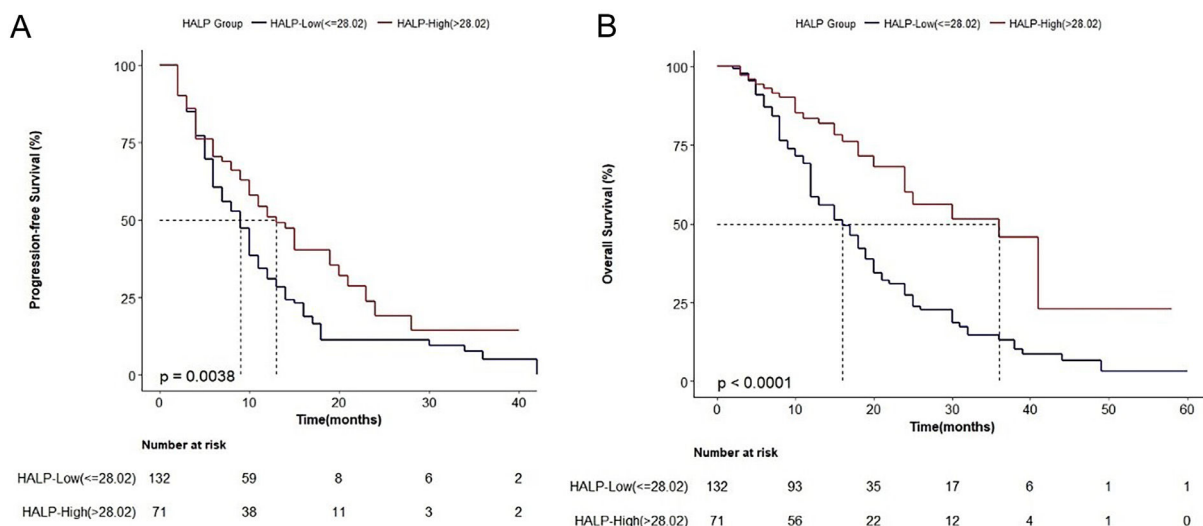 A
HALP Group HALP-Low(<=28.02) HALP-High(>28.02)
Progression-free Survival (%)
100
75
50
25
0
p = 0.0038
0 10 20 30 40
Time(months)
Number at risk
HALP-Low(<=28.02) 132 59 8 6 2
HALP-High(>28.02) 71 38 11 3 2
B
HALP Group HALP-Low(<=28.02) HALP-High(>28.02)
Overall Survival (%)
100
75
50
25
0
p < 0.0001
0 10 20 30 40 50 60
Time(months)
Number at risk
HALP-Low(<=28.02) 132 93 35 17 6 1 1
HALP-High(>28.02) 71 56 22 12 4 1 0